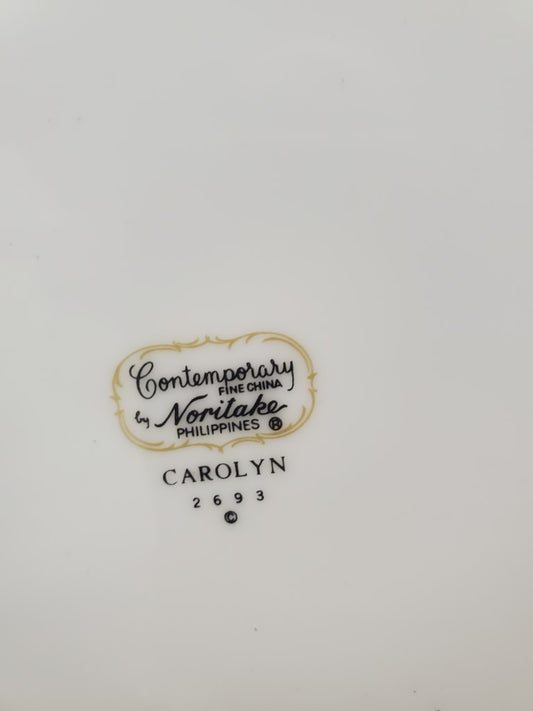 Contemporary
FINE CHINA
by Noritake
PHILIPPINES ®
CAROLYN
2693
©